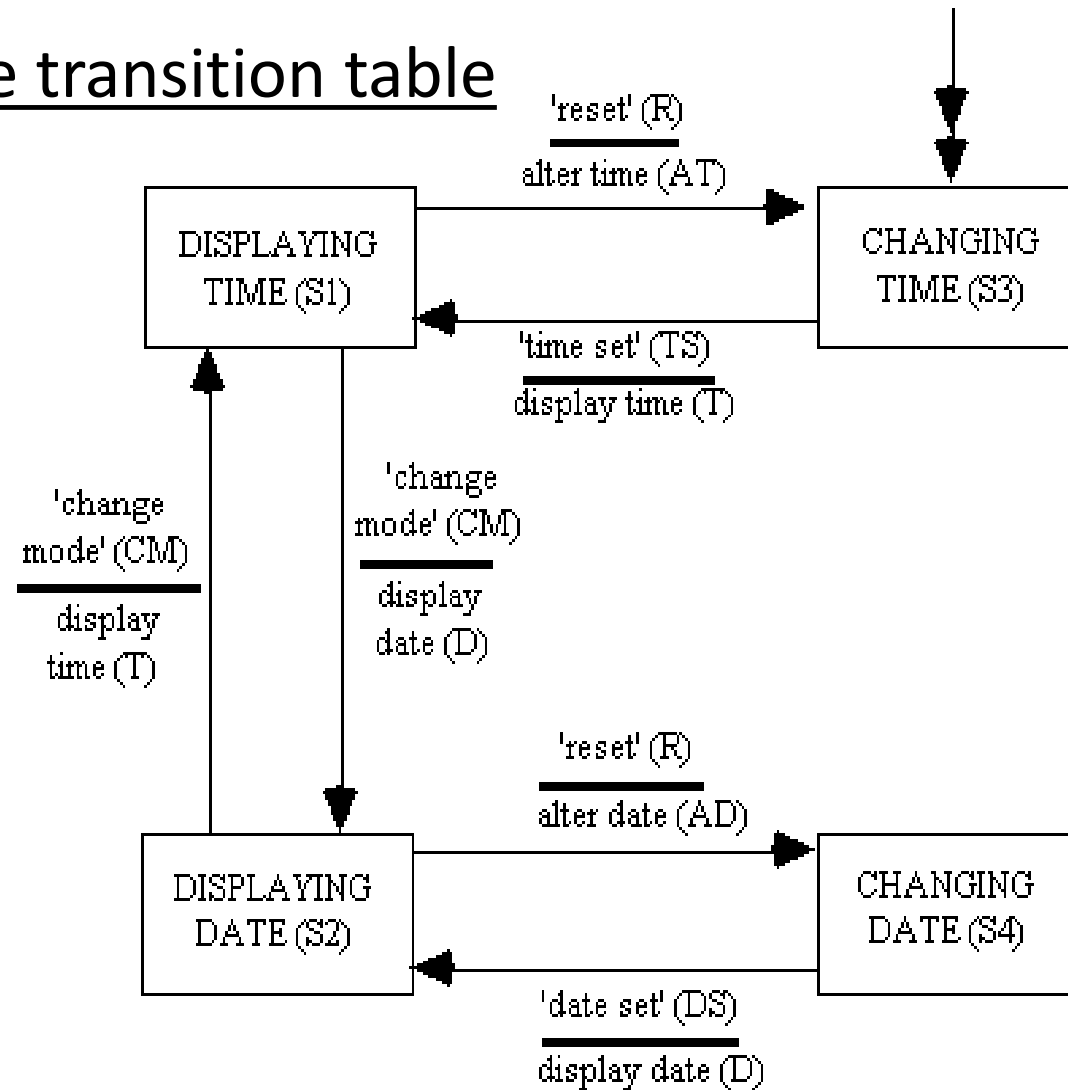 e transition table
'reset' (R)
alter time (AT)
DISPLAYING
TIME (S1)
CHANGING
TIME (S3)
'time set' (TS)
display time (T)
'change
mode' (CM)
display
time (T)
'change
mode' (CM)
display
date (D)
'reset' (R)
alter date (AD)
DISPLAYING
DATE (S2)
CHANGING
DATE (S4)
'date set' (DS)
display date (D)